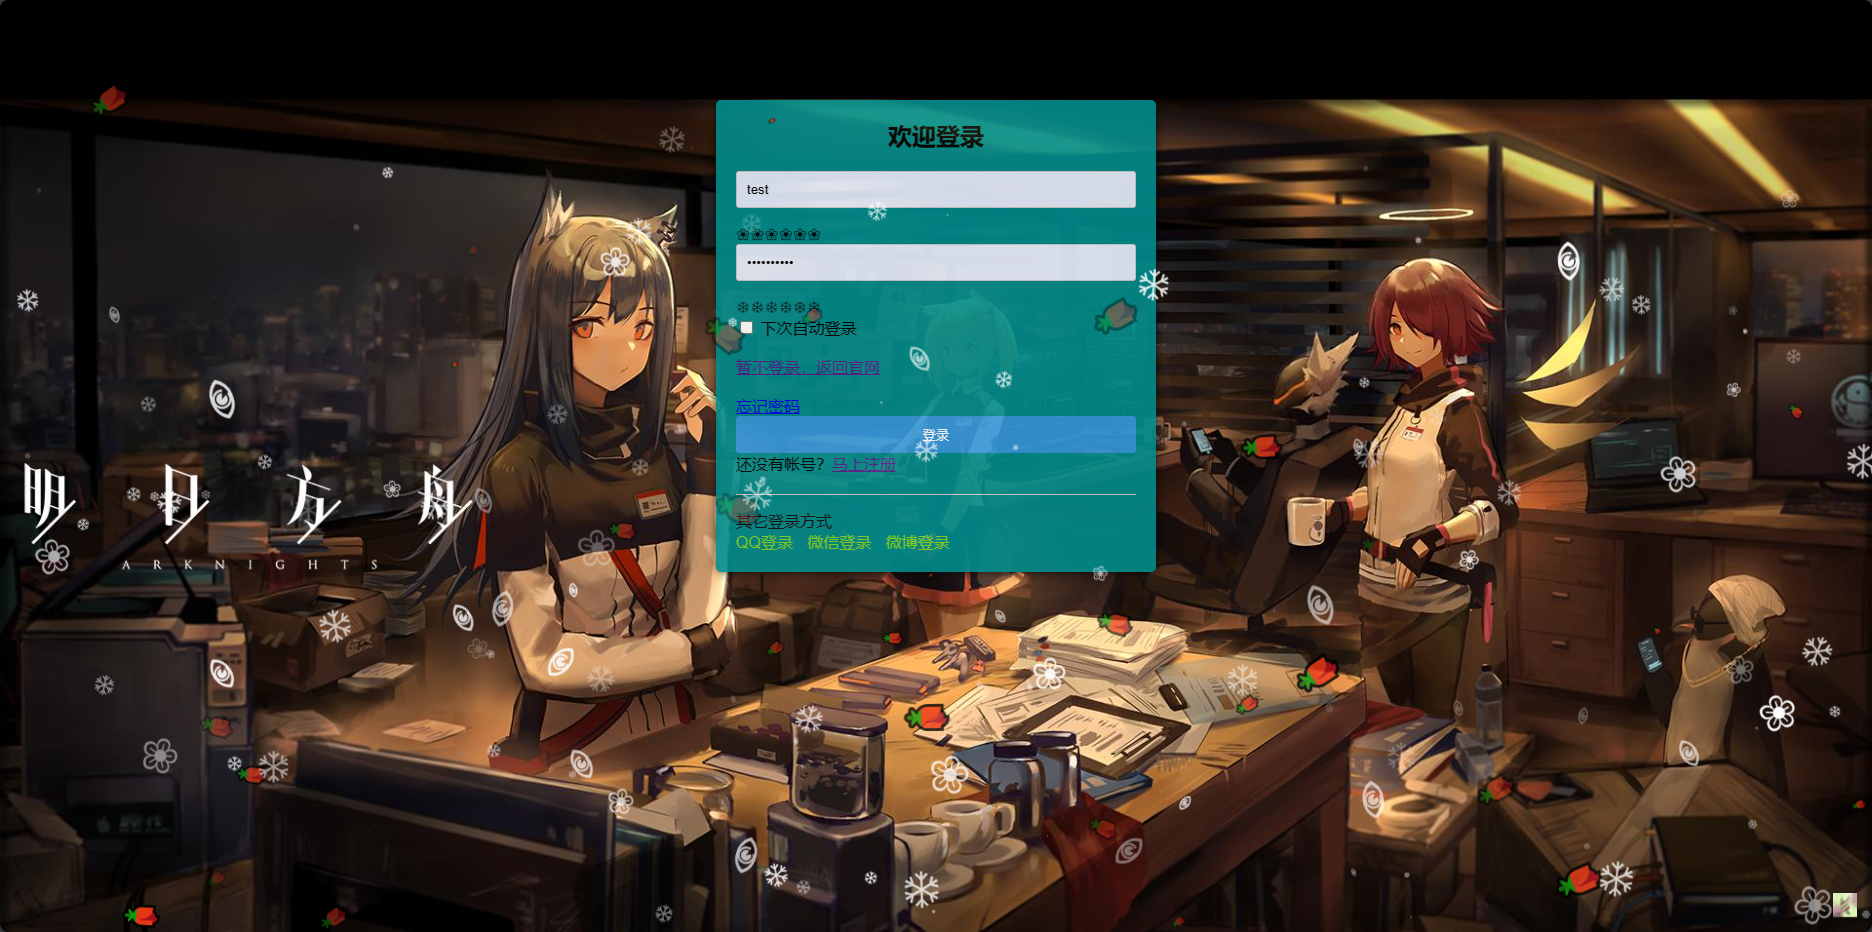 欢迎登录
test
❀❀❀❀❀❀
••••••••••
❄❄❄❄❄❄
下次自动登录
暂不登录，返回官网
忘记密码
登录
还没有帐号？马上注册
其它登录方式
QQ登录 微信登录 微博登录
明日方舟
ARKNIGHTS